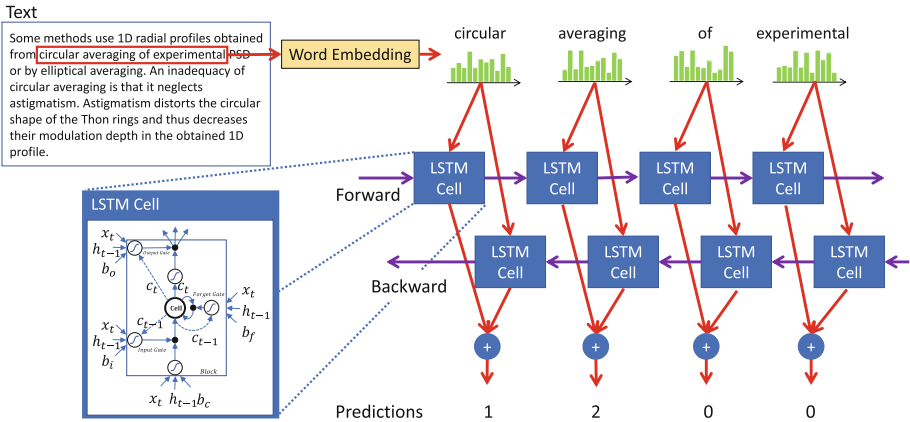 Text
Some methods use 1D radial profiles obtained
from circular averaging of experimental PSD
or by elliptical averaging. An inadequacy of
circular averaging is that it neglects
astigmatism. Astigmatism distorts the circular
shape of the Thon rings and thus decreases
their modulation depth in the obtained 1D
profile.
Word Embedding
circular averaging of experimental
LSTM Cell LSTM Cell LSTM Cell LSTM Cell
Forward
LSTM Cell LSTM Cell LSTM Cell LSTM Cell
Backward
+ + + +
Predictions 1 2 0 0
LSTM Cell
x_t
h_{t-1} Output Gate
b_o
c_t c_t
Forget Gate x_t
Cell h_{t-1}
c_{t-1} b_f
x_t c_{t-1}
h_{t-1} Input Gate
b_i
Block
x_t h_{t-1} b_c